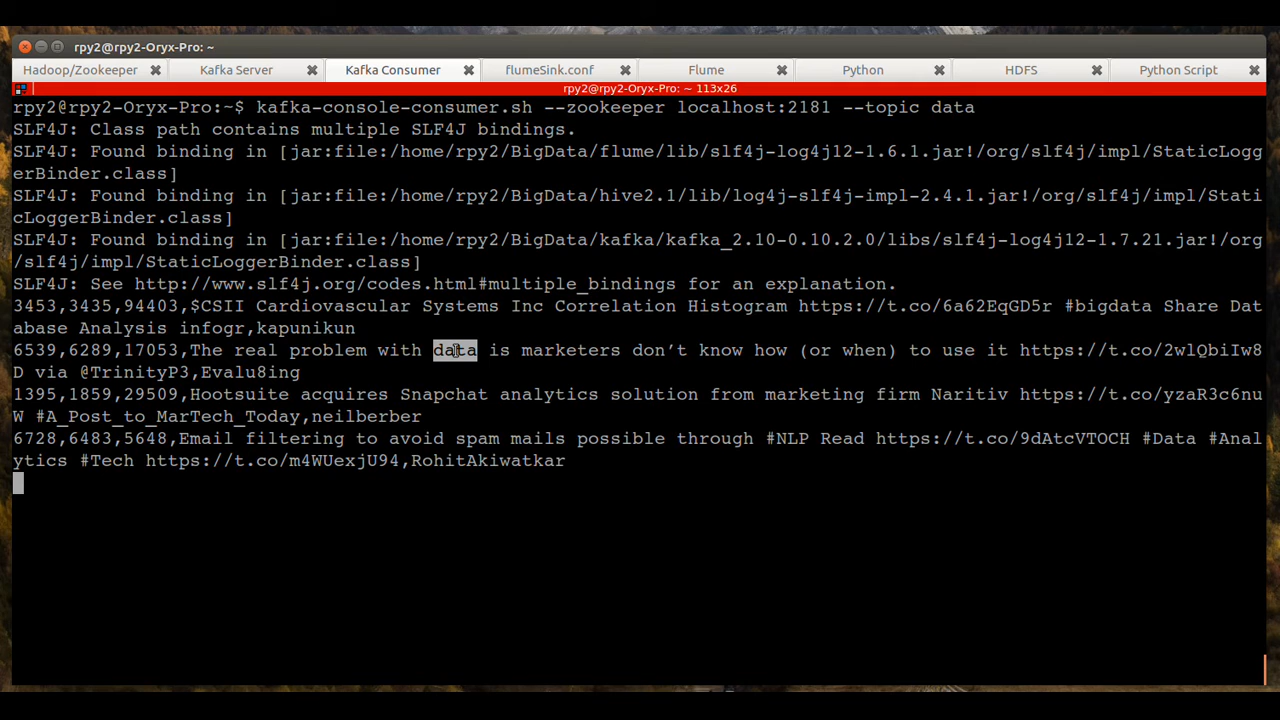 rpy2@rpy2-Oryx-Pro: ~
Hadoop/Zookeeper
Kafka Server
Kafka Consumer
flumeSink.conf
Flume
Python
HDFS
Python Script
rpy2@rpy2-Oryx-Pro: ~ 113x26
rpy2@rpy2-Oryx-Pro:~$ kafka-console-consumer.sh --zookeeper localhost:2181 --topic data
SLF4J: Class path contains multiple SLF4J bindings.
SLF4J: Found binding in [jar:file:/home/rpy2/BigData/flume/lib/slf4j-log4j12-1.6.1.jar!/org/slf4j/impl/StaticLogg
erBinder.class]
SLF4J: Found binding in [jar:file:/home/rpy2/BigData/hive2.1/lib/log4j-slf4j-impl-2.4.1.jar!/org/slf4j/impl/Stati
cLoggerBinder.class]
SLF4J: Found binding in [jar:file:/home/rpy2/BigData/kafka/kafka_2.10-0.10.2.0/libs/slf4j-log4j12-1.7.21.jar!/org
/slf4j/impl/StaticLoggerBinder.class]
SLF4J: See http://www.slf4j.org/codes.html#multiple_bindings for an explanation.
3453,3435,94403,$CSII Cardiovascular Systems Inc Correlation Histogram https://t.co/6a62EqGD5r #bigdata Share Dat
abase Analysis infogr,kapunikun
6539,6289,17053,The real problem with data is marketers don’t know how (or when) to use it https://t.co/2wlQbiIw8
D via @TrinityP3,Evalu8ing
1395,1859,29509,Hootsuite acquires Snapchat analytics solution from marketing firm Naritiv https://t.co/yzaR3c6nu
W #A_Post_to_MarTech_Today,neilberber
6728,6483,5648,Email filtering to avoid spam mails possible through #NLP Read https://t.co/9dAtcVTOCH #Data #Anal
ytics #Tech https://t.co/m4WUexjU94,RohitAkiwatkar